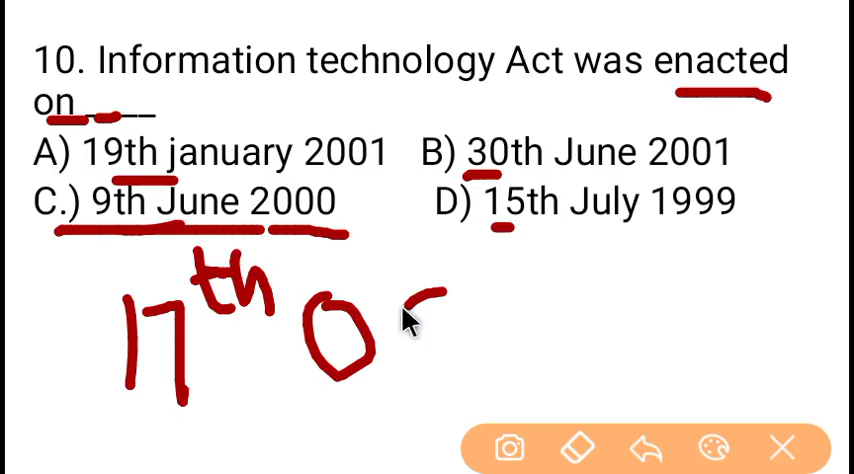 10. Information technology Act was enacted
on ____
A) 19th january 2001 B) 30th June 2001
C.) 9th June 2000 D) 15th July 1999
17th O